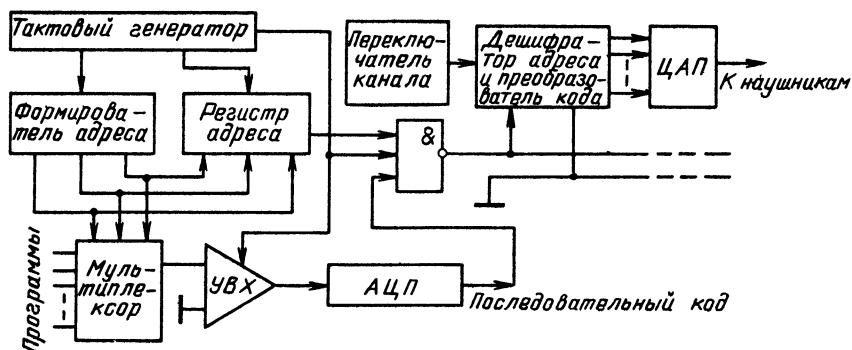 Тактовый генератор
Переключ-
чатель
канала
Дешифра-
тор адреса
и преобразо-
ватель кода
ЦАП
К наушникам
Формирова-
тель адреса
Регистр
адреса
&
Программы
Муль-
типле-
ксор
УВХ
АЦП
Последовательный код